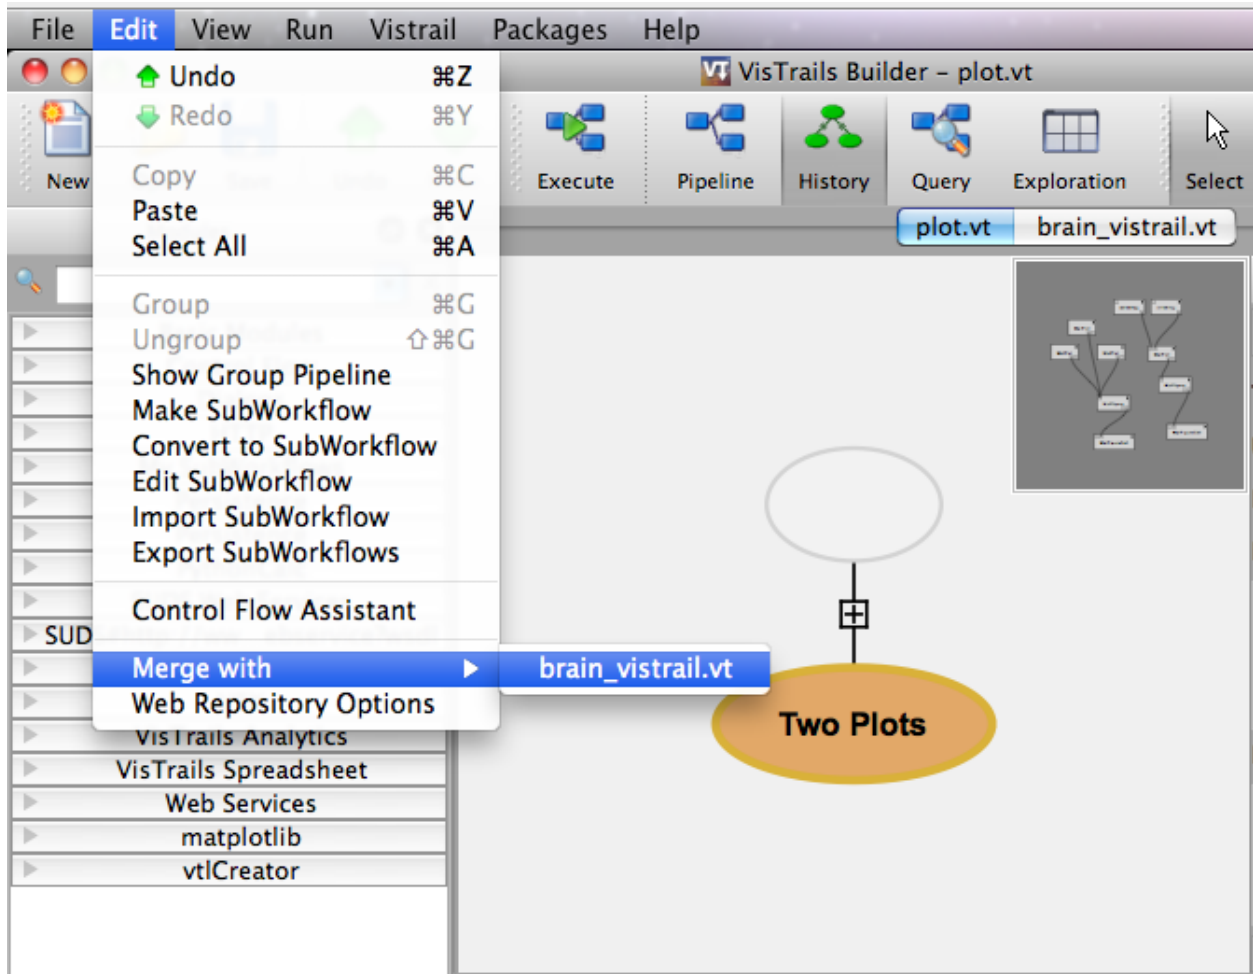 File Edit View Run Vistrail Packages Help
VisTrails Builder – plot.vt
Undo ⌘Z
Redo ⌘Y
Copy ⌘C
Paste ⌘V
Select All ⌘A
Group ⌘G
Ungroup ⇧⌘G
Show Group Pipeline
Make SubWorkflow
Convert to SubWorkflow
Edit SubWorkflow
Import SubWorkflow
Export SubWorkflows
Control Flow Assistant
Merge with brain_vistrail.vt
Web Repository Options
New Execute Pipeline History Query Exploration Select
plot.vt brain_vistrail.vt
SUD
VisTrails Analytics
VisTrails Spreadsheet
Web Services
matplotlib
vtlCreator
Two Plots